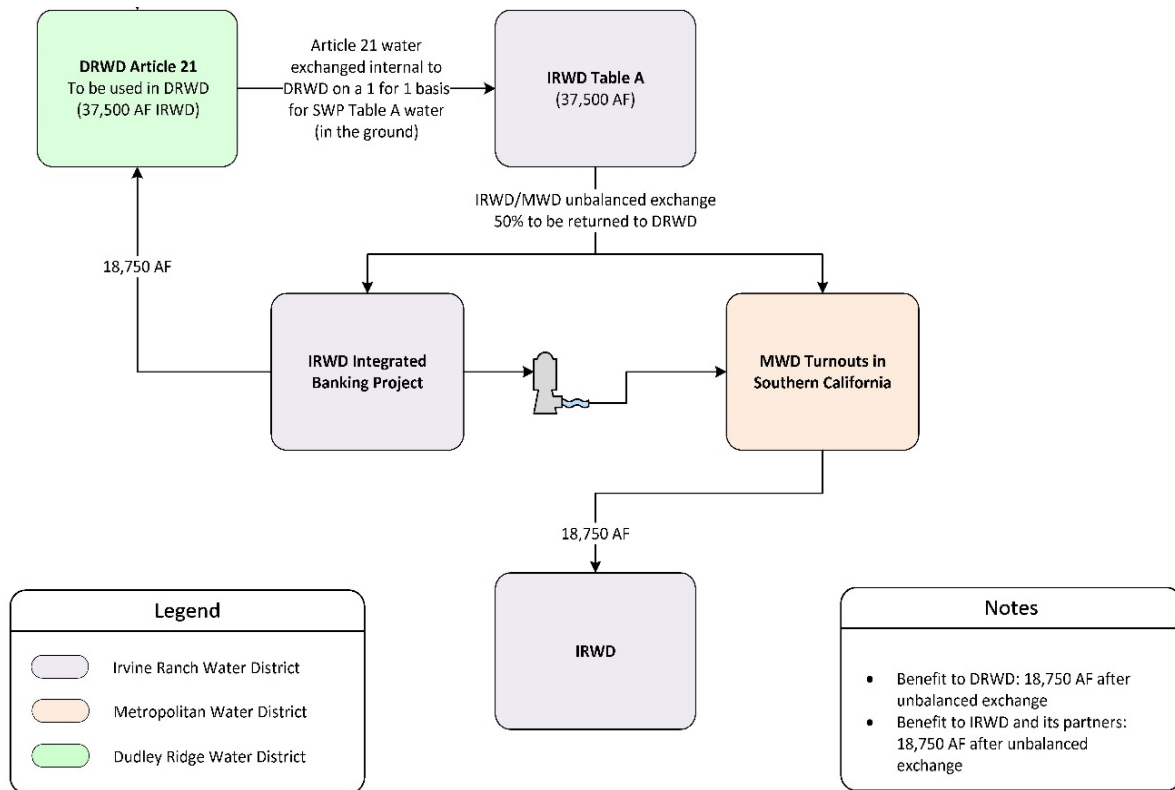 DRWD Article 21
To be used in DRWD
(37,500 AF IRWD)
Article 21 water
exchanged internal to
DRWD on a 1 for 1 basis
for SWP Table A water
(in the ground)
IRWD Table A
(37,500 AF)
IRWD/MWD unbalanced exchange
50% to be returned to DRWD
18,750 AF
IRWD Integrated
Banking Project
MWD Turnouts in
Southern California
18,750 AF
IRWD
Legend
Irvine Ranch Water District
Metropolitan Water District
Dudley Ridge Water District
Notes
• Benefit to DRWD: 18,750 AF after
unbalanced exchange
• Benefit to IRWD and its partners:
18,750 AF after unbalanced
exchange